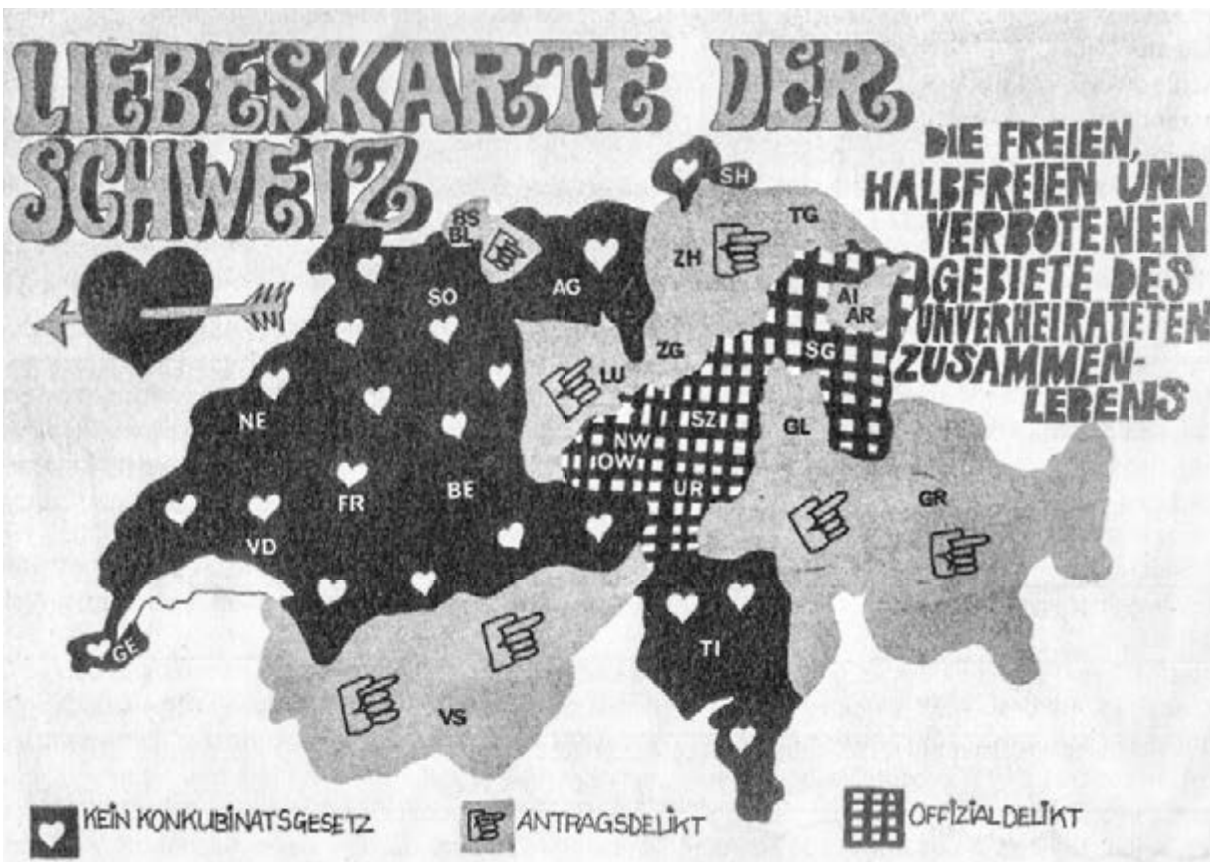 LIEBESKARTE DER
SCHWEIZ
DIE FREIEN,
HALBFREIEN UND
VERBOTENEN
GEBIETE DES
UNVERHEIRATETEN
ZUSAMMEN-
LEBENS
SH
BS
BL
TG
ZH
AG
SO
AI
AR
ZG
SG
LU
NE
SZ
GL
NW
OW
FR
BE
UR
GR
VD
GE
TI
VS
KEIN KONKUBINATSGESETZ
ANTRAGSDELIKT
OFFIZIALDELIKT